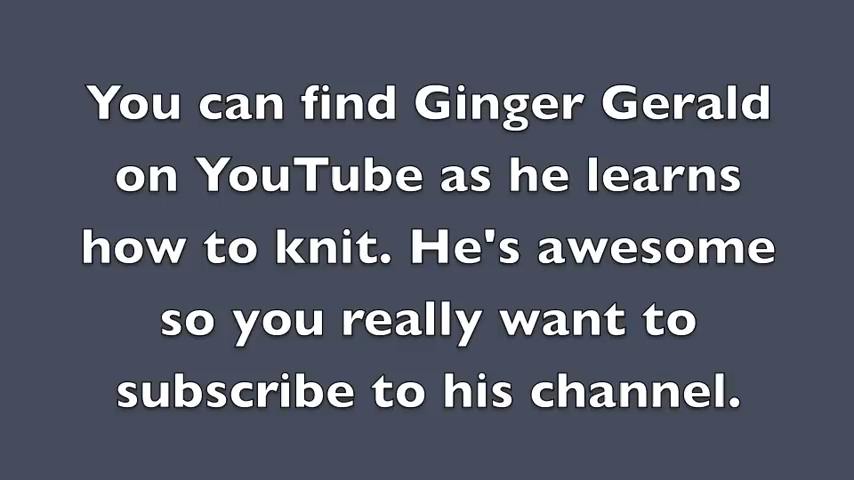 You can find Ginger Gerald
on YouTube as he learns
how to knit. He's awesome
so you really want to
subscribe to his channel.